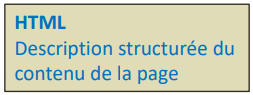 HTML
Description structurée du
contenu de la page